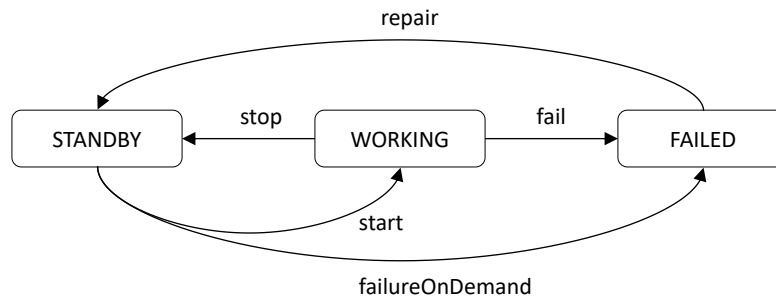 repair
STANDBY
stop
WORKING
fail
FAILED
start
failureOnDemand